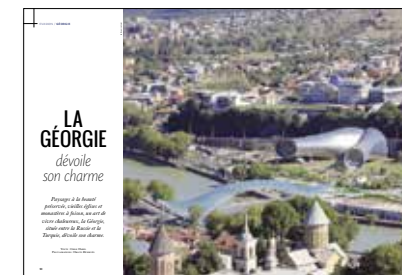 GÉORGIE
LA
GÉORGIE
dévoile
son charme
Paysages à la beauté
préservée, vieilles églises et
monastères à foison, un art de
vivre chaleureux, la Géorgie,
située entre la Russie et la
Turquie, dévoile son charme.